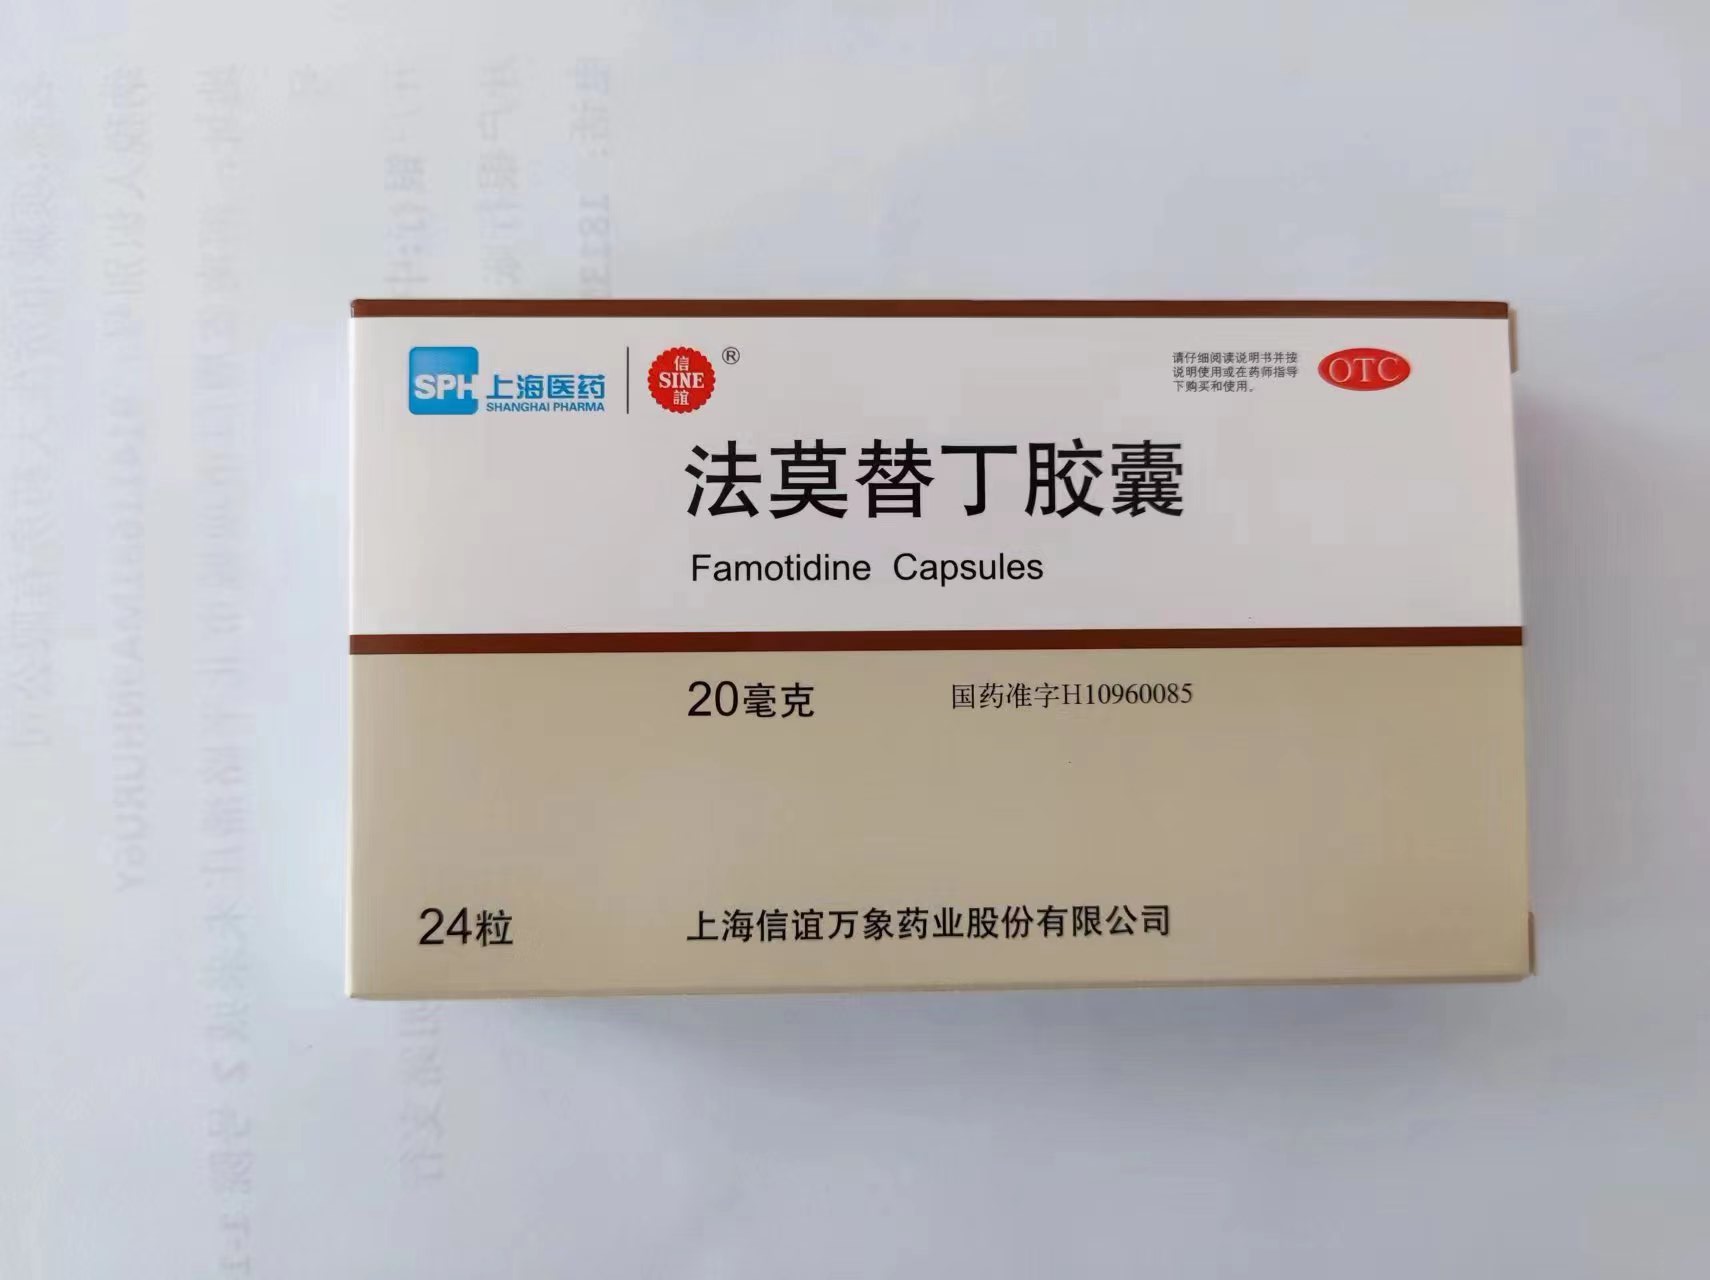 SPH 上海医药
SHANGHAI PHARMA
信
SINE
誼
®
请仔细阅读说明书并按
说明使用或在药师指导
下购买和使用。
OTC
法莫替丁胶囊
Famotidine Capsules
20毫克
国药准字H10960085
24粒
上海信谊万象药业股份有限公司